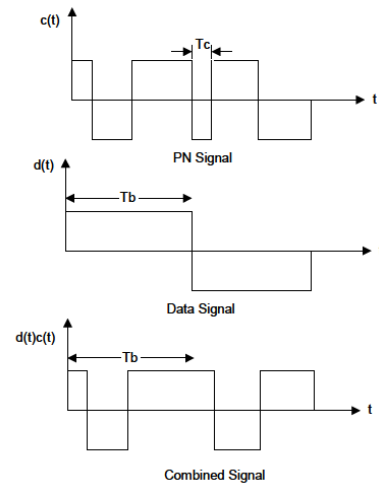 c(t)
Tc
t
PN Signal
d(t)
Tb
Data Signal
d(t)c(t)
Tb
t
Combined Signal